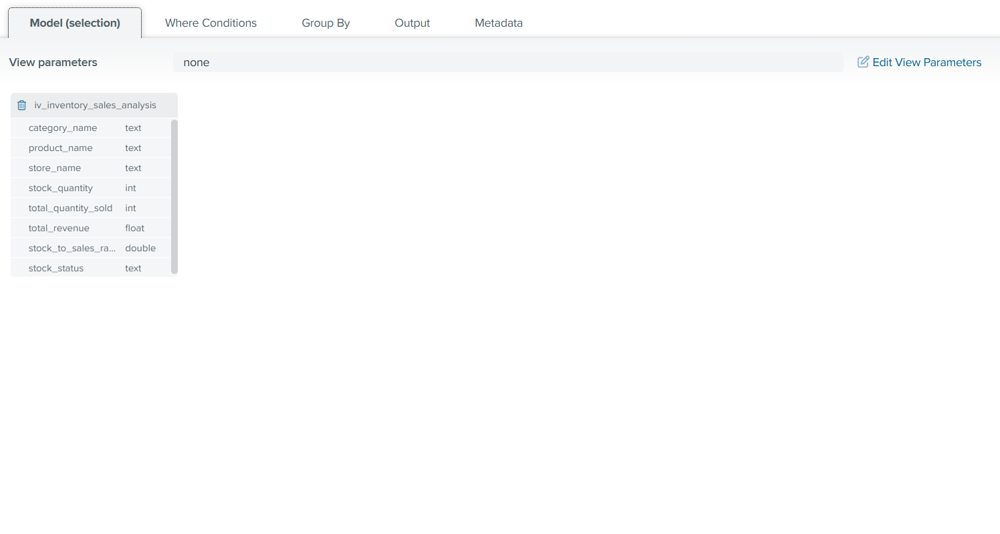 Model (selection) Where Conditions Group By Output Metadata
View parameters none Edit View Parameters
iv_inventory_sales_analysis
category_name text
product_name text
store_name text
stock_quantity int
total_quantity_sold int
total_revenue float
stock_to_sales_ra... double
stock_status text